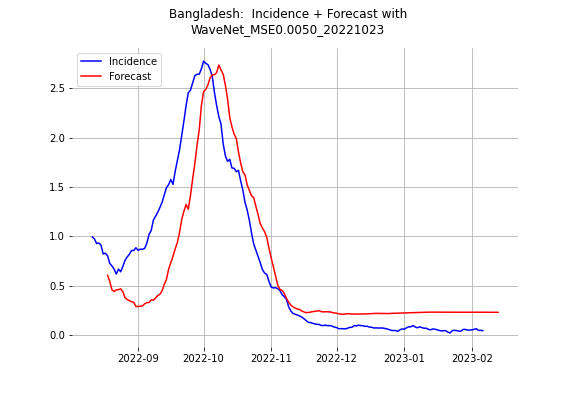 Bangladesh:  Incidence + Forecast with
WaveNet_MSE0.0050_20221023
Incidence
Forecast
2.5
2.0
1.5
1.0
0.5
0.0
2022-09 2022-10 2022-11 2022-12 2023-01 2023-02